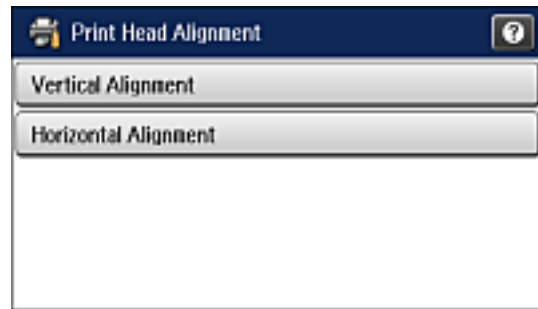 Print Head Alignment
?
Vertical Alignment
Horizontal Alignment